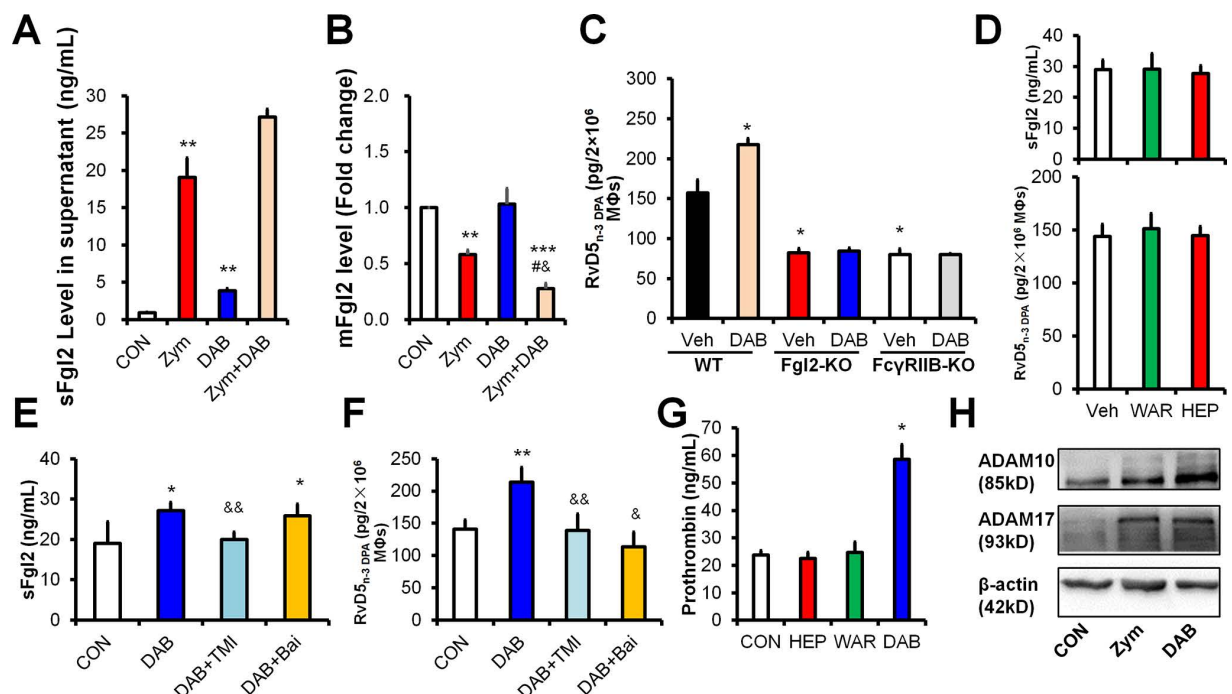 A
sFgl2 Level in supernatant (ng/mL)
30
25
20
15
10
5
0
**
**
CON
Zym
DAB
Zym+DAB
B
mFgl2 level (Fold change)
2.0
1.5
1.0
0.5
0.0
**
***
#&
CON
Zym
DAB
Zym+DAB
C
RvD5n-3 DPA (pg/2×10⁶
MΦs)
300
250
200
150
100
50
0
*
*
*
Veh DAB Veh DAB Veh DAB
WT Fgl2-KO FcγRIIB-KO
D
sFgl2 (ng/mL)
40
30
20
10
0
RvD5n-3 DPA (pg/2×10⁶ MΦs)
200
150
100
50
0
Veh WAR HEP
E
sFgl2 (ng/mL)
40
30
20
10
0
*
&&
*
CON
DAB
DAB+TMI
DAB+Bai
F
RvD5n-3 DPA (pg/2×10⁶
MΦs)
250
200
150
100
50
0
**
&&
&
CON
DAB
DAB+TMI
DAB+Bai
G
Prothrombin (ng/mL)
70
60
50
40
30
20
10
0
*
CON HEP WAR DAB
H
ADAM10
(85kD)
ADAM17
(93kD)
β-actin
(42kD)
CON
Zym
DAB